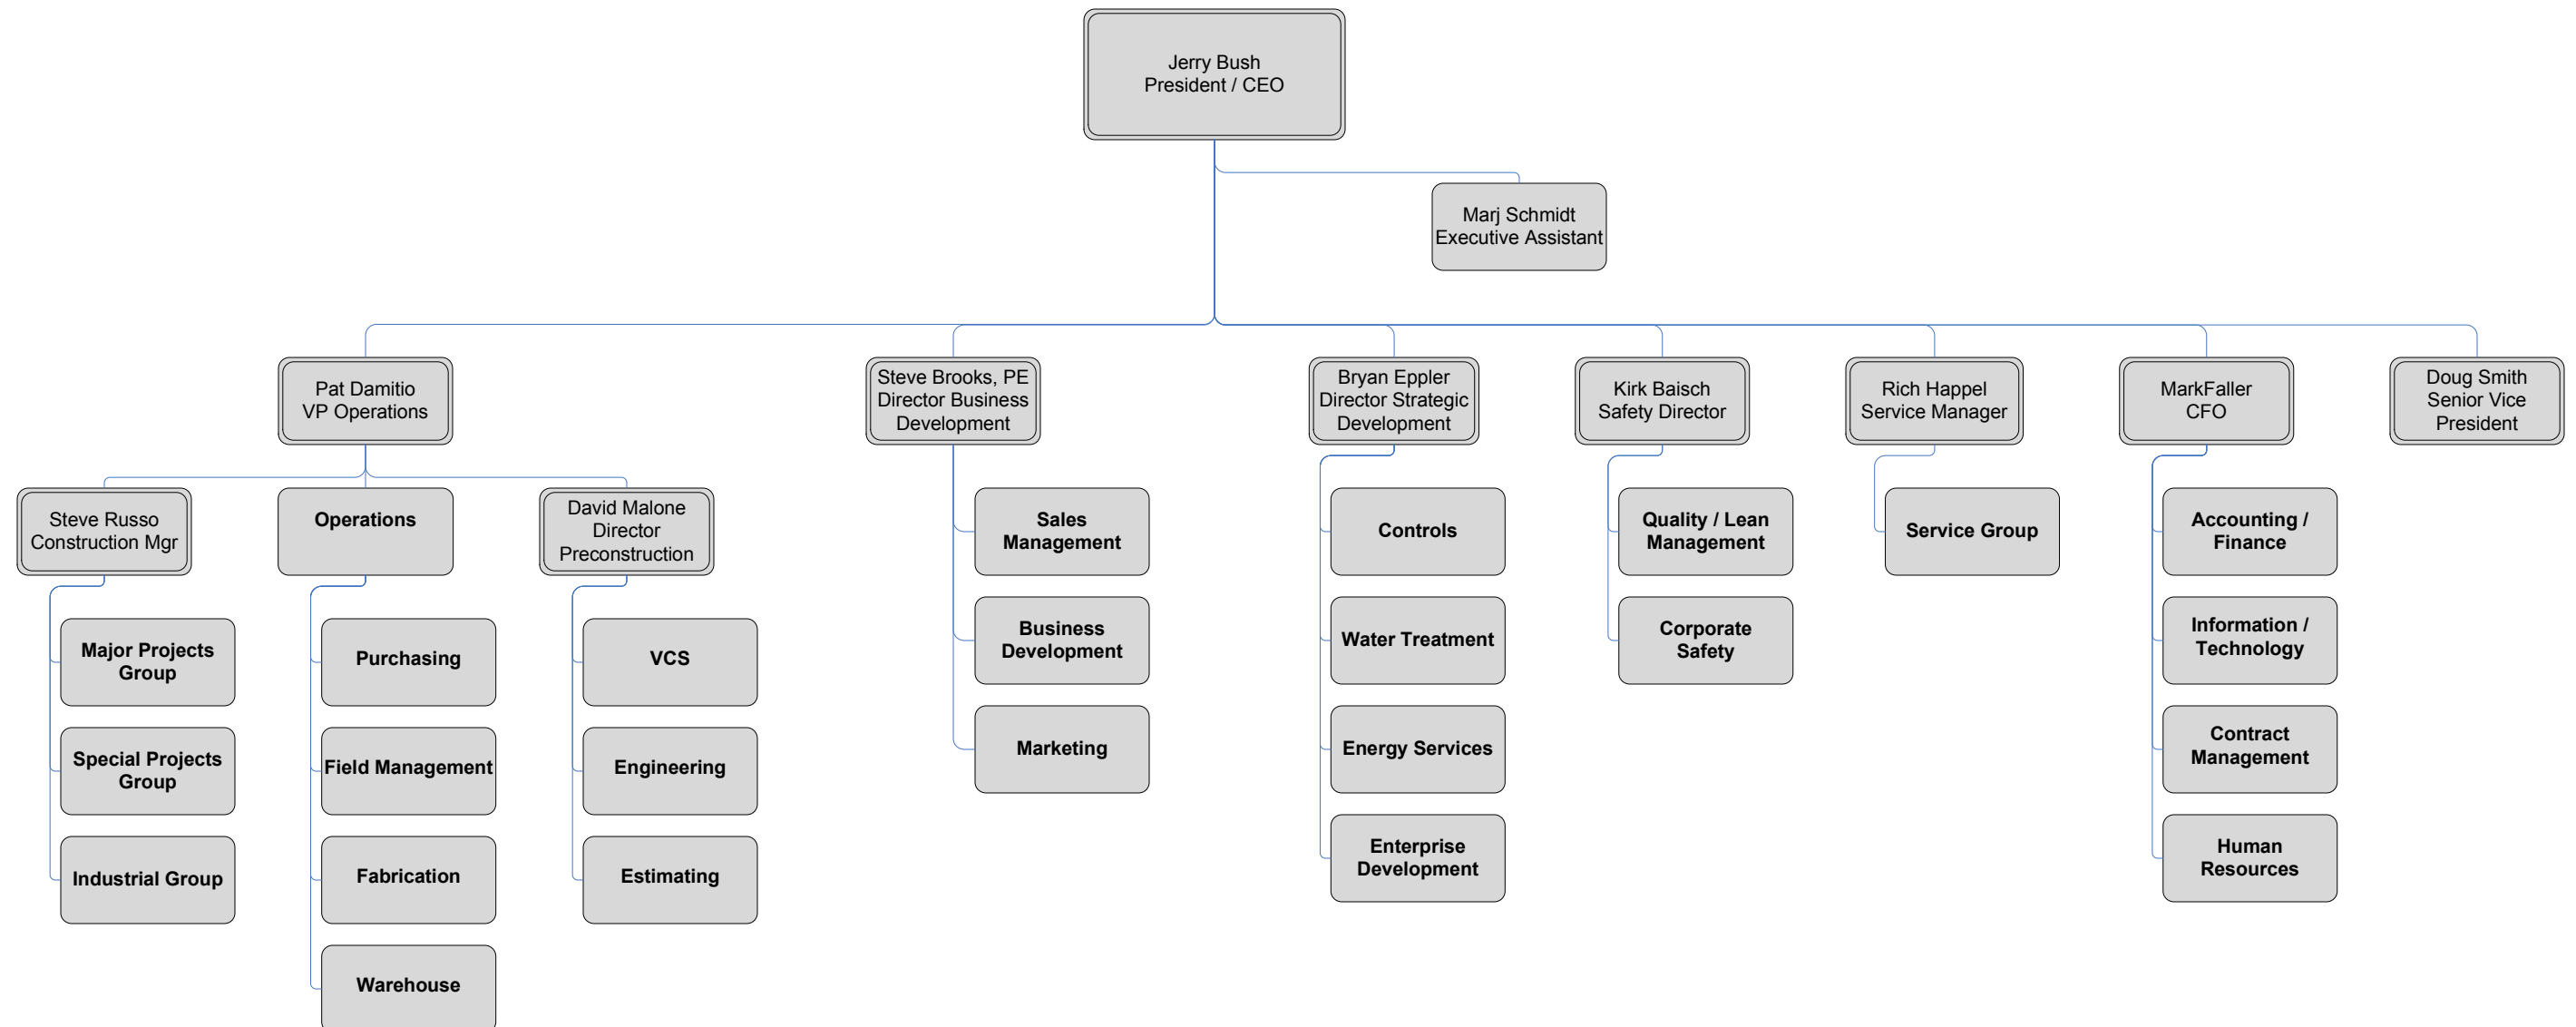 Jerry Bush
President / CEO
Marj Schmidt
Executive Assistant
Pat Damitio
VP Operations
Steve Brooks, PE
Director Business
Development
Bryan Eppler
Director Strategic
Development
Kirk Baisch
Safety Director
Rich Happel
Service Manager
MarkFaller
CFO
Doug Smith
Senior Vice
President
Steve Russo
Construction Mgr
Operations
David Malone
Director
Preconstruction
Sales
Management
Controls
Quality / Lean
Management
Service Group
Accounting /
Finance
Major Projects
Group
Purchasing
VCS
Business
Development
Water Treatment
Corporate
Safety
Information /
Technology
Special Projects
Group
Field Management
Engineering
Marketing
Energy Services
Contract
Management
Industrial Group
Fabrication
Estimating
Enterprise
Development
Human
Resources
Warehouse